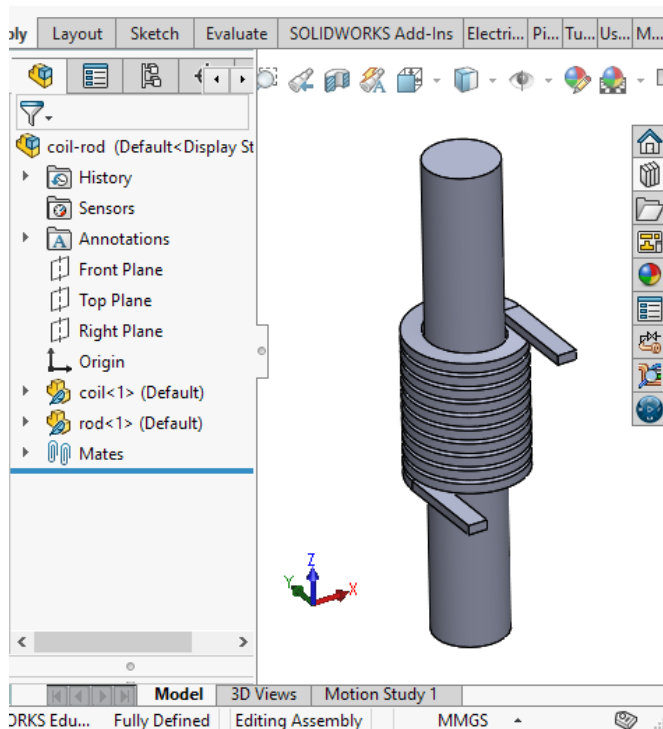 ly Layout Sketch Evaluate SOLIDWORKS Add-Ins Electri... Pi... Tu... Us... M...
coil-rod (Default<Display St
History
Sensors
A Annotations
Front Plane
Top Plane
Right Plane
Origin
coil<1> (Default)
rod<1> (Default)
Mates
Z
Y
X
Model 3D Views Motion Study 1
ORKS Edu... Fully Defined Editing Assembly MMGS